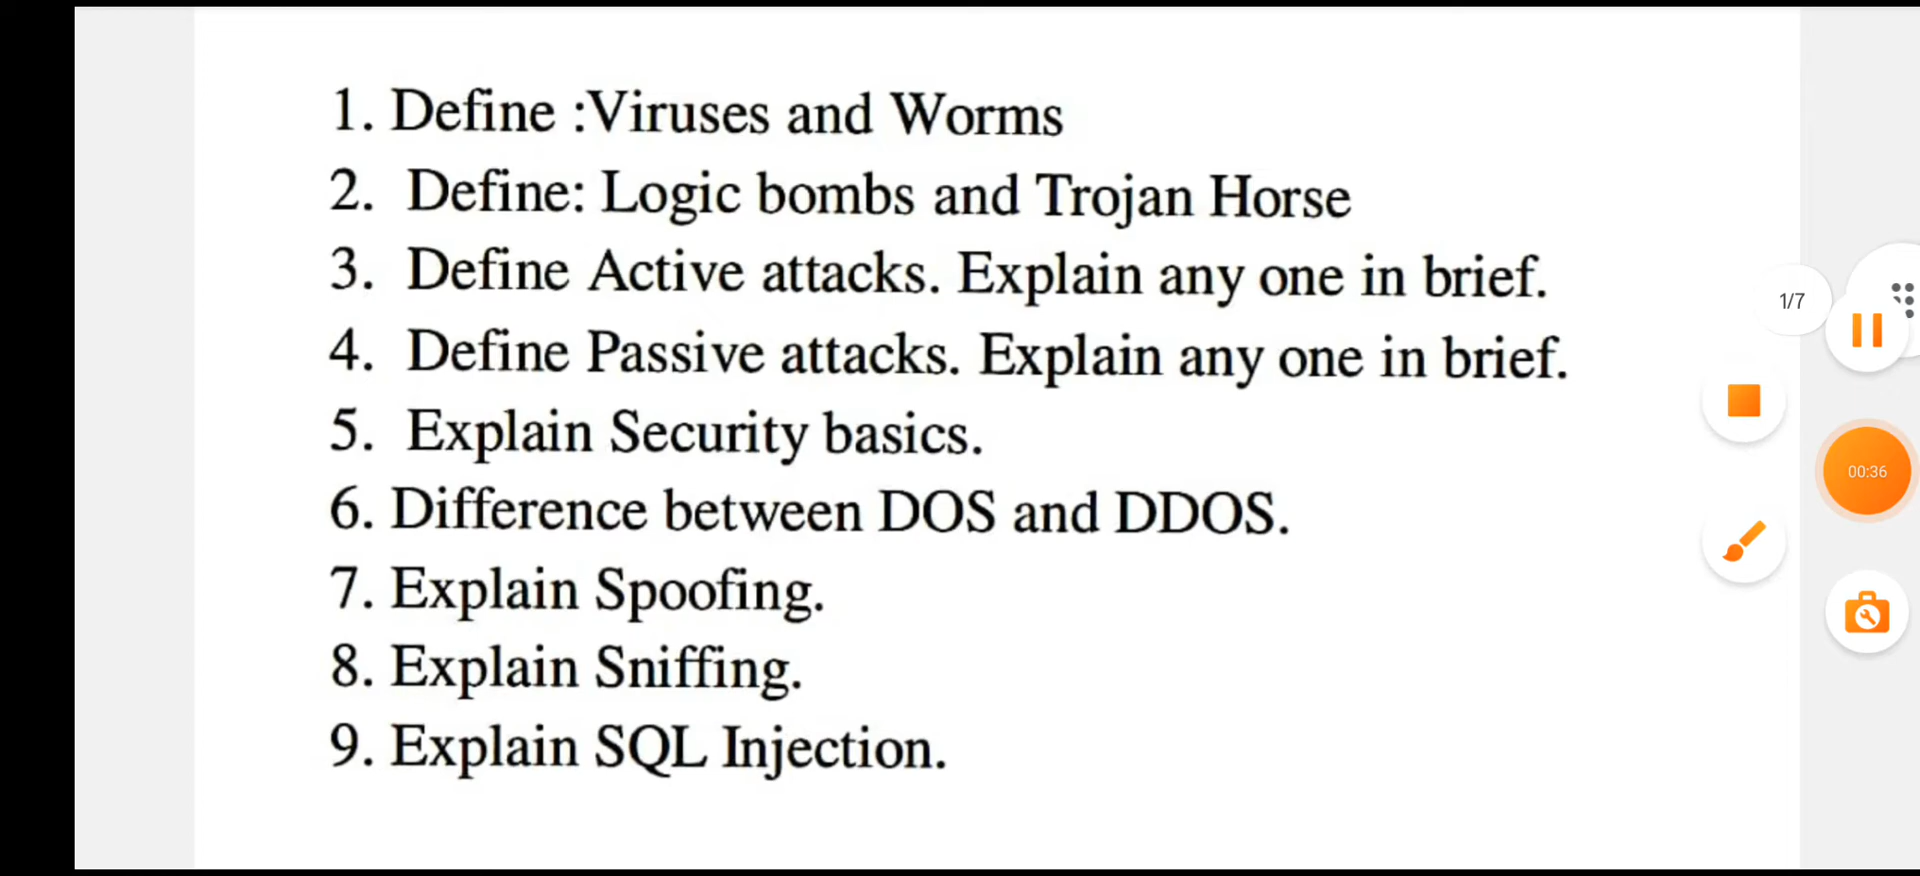 1. Define :Viruses and Worms
2. Define: Logic bombs and Trojan Horse
3. Define Active attacks. Explain any one in brief.
4. Define Passive attacks. Explain any one in brief.
5. Explain Security basics.
6. Difference between DOS and DDOS.
7. Explain Spoofing.
8. Explain Sniffing.
9. Explain SQL Injection.
1/7
00:36